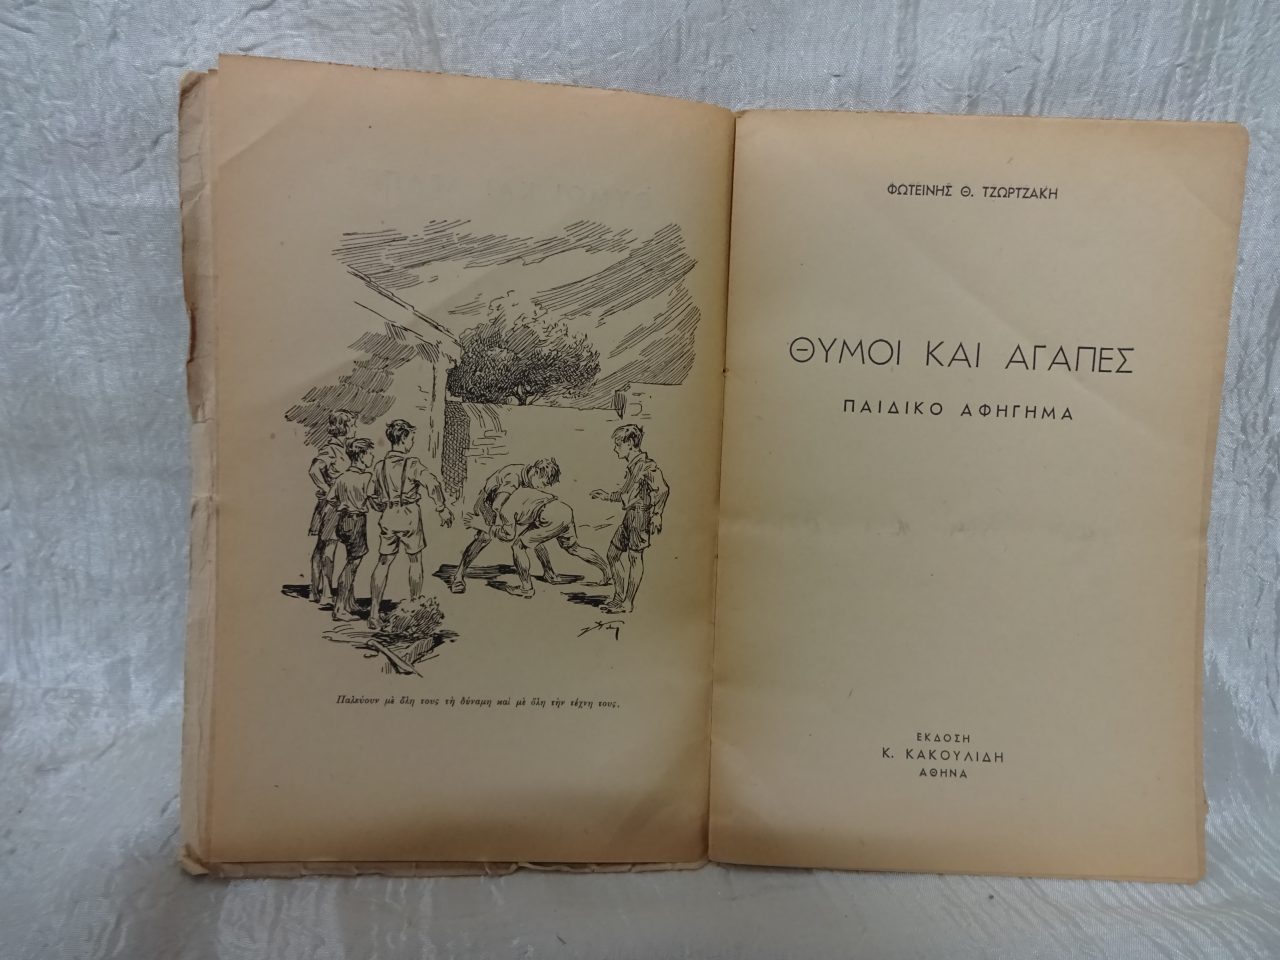 Παλεύουν μὲ ὅλη τους τὴ δύναμη καὶ μὲ ὅλη τὴν τέχνη τους.
ΦΩΤΕΙΝΗΣ Θ. ΤΖΩΡΤΖΑΚΗ
ΘΥΜΟΙ ΚΑΙ ΑΓΑΠΕΣ
ΠΑΙΔΙΚΟ ΑΦΗΓΗΜΑ
ΕΚΔΟΣΗ
Κ. ΚΑΚΟΥΛΙΔΗ
ΑΘΗΝΑ